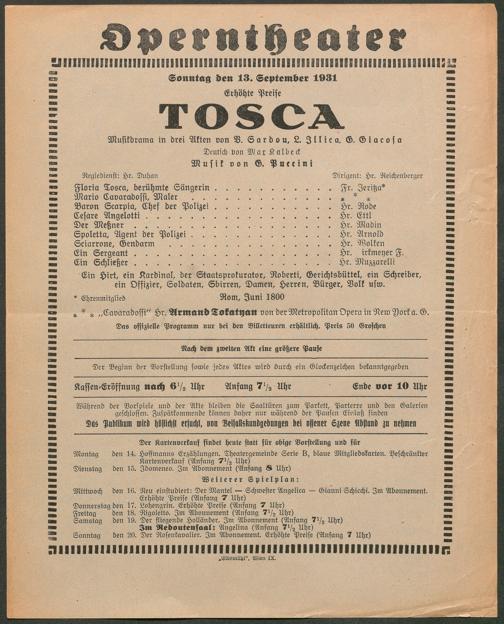 Operntheater
Sonntag den 13. September 1931
Erhöhte Preise
TOSCA
Musikdrama in drei Akten von V. Sardou, L. Illica, G. Giacosa
Deutsch von Max Kalbeck
Musik von G. Puccini
Regiedienst: Hr. Duhan Dirigent: Hr. Reichenberger
Floria Tosca, berühmte Sängerin . . . . . . . . . . . . Fr. Jeritza*
Mario Cavaradossi, Maler . . . . . . . . . . . . * * *
Baron Scarpia, Chef der Polizei . . . . . . . . . . . . Hr. Rode
Cesare Angelotti . . . . . . . . . . . . Hr. Ettl
Der Meßner . . . . . . . . . . . . Hr. Madin
Spoletta, Agent der Polizei . . . . . . . . . . . . Hr. Arnold
Sciarrone, Gendarm . . . . . . . . . . . . Hr. Wolken
Ein Sergeant . . . . . . . . . . . . Hr. irkmeyer F.
Ein Schließer . . . . . . . . . . . . Hr. Muzzarelli
Ein Hirt, ein Kardinal, der Staatsprokurator, Roberti, Gerichtsbüttel, ein Schreiber,
ein Offizier, Soldaten, Sbirren, Damen, Herren, Bürger, Volk usw.
* Ehrenmitglied Rom, Juni 1800
* * * „Cavaradossi" Hr. Armand Tokatyan von der Metropolitan Opera in New York a. G.
Das offizielle Programm nur bei den Billetteuren erhältlich, Preis 50 Groschen
Nach dem zweiten Akt eine größere Pause
Der Beginn der Vorstellung sowie jedes Aktes wird durch ein Glockenzeichen bekanntgegeben
Kassen-Eröffnung nach 6½ Uhr Anfang 7½ Uhr Ende vor 10 Uhr
Während der Vorspiele und der Akte bleiben die Saaltüren zum Parkett, Parterre und den Galerien
geschlossen. Zuspätkommende können daher nur während der Pausen Einlaß finden
Das Publikum wird höflichst ersucht, von Beifallskundgebungen bei offener Szene Abstand zu nehmen
Der Kartenverkauf findet heute statt für obige Vorstellung und für
Montag den 14. Hoffmanns Erzählungen. Theatergemeinde Serie B, blaue Mitgliedskarten. Beschränkter
Kartenverkauf (Anfang 7½ Uhr)
Dienstag den 15. Idomeneo. Im Abonnement (Anfang 8 Uhr)
Weiterer Spielplan:
Mittwoch den 16. Neu einstudiert: Der Mantel — Schwester Angelica — Gianni Schicchi. Im Abonnement.
Erhöhte Preise (Anfang 7 Uhr)
Donnerstag den 17. Lohengrin. Erhöhte Preise (Anfang 7 Uhr)
Freitag den 18. Rigoletto. Im Abonnement (Anfang 7½ Uhr)
Samstag den 19. Der fliegende Holländer. Im Abonnement (Anfang 7½ Uhr)
Im Redoutensaal: Angelina (Anfang 7½ Uhr)
Sonntag den 20. Der Rosenkavalier. Im Abonnement. Erhöhte Preise (Anfang 7 Uhr)
Wien IX.